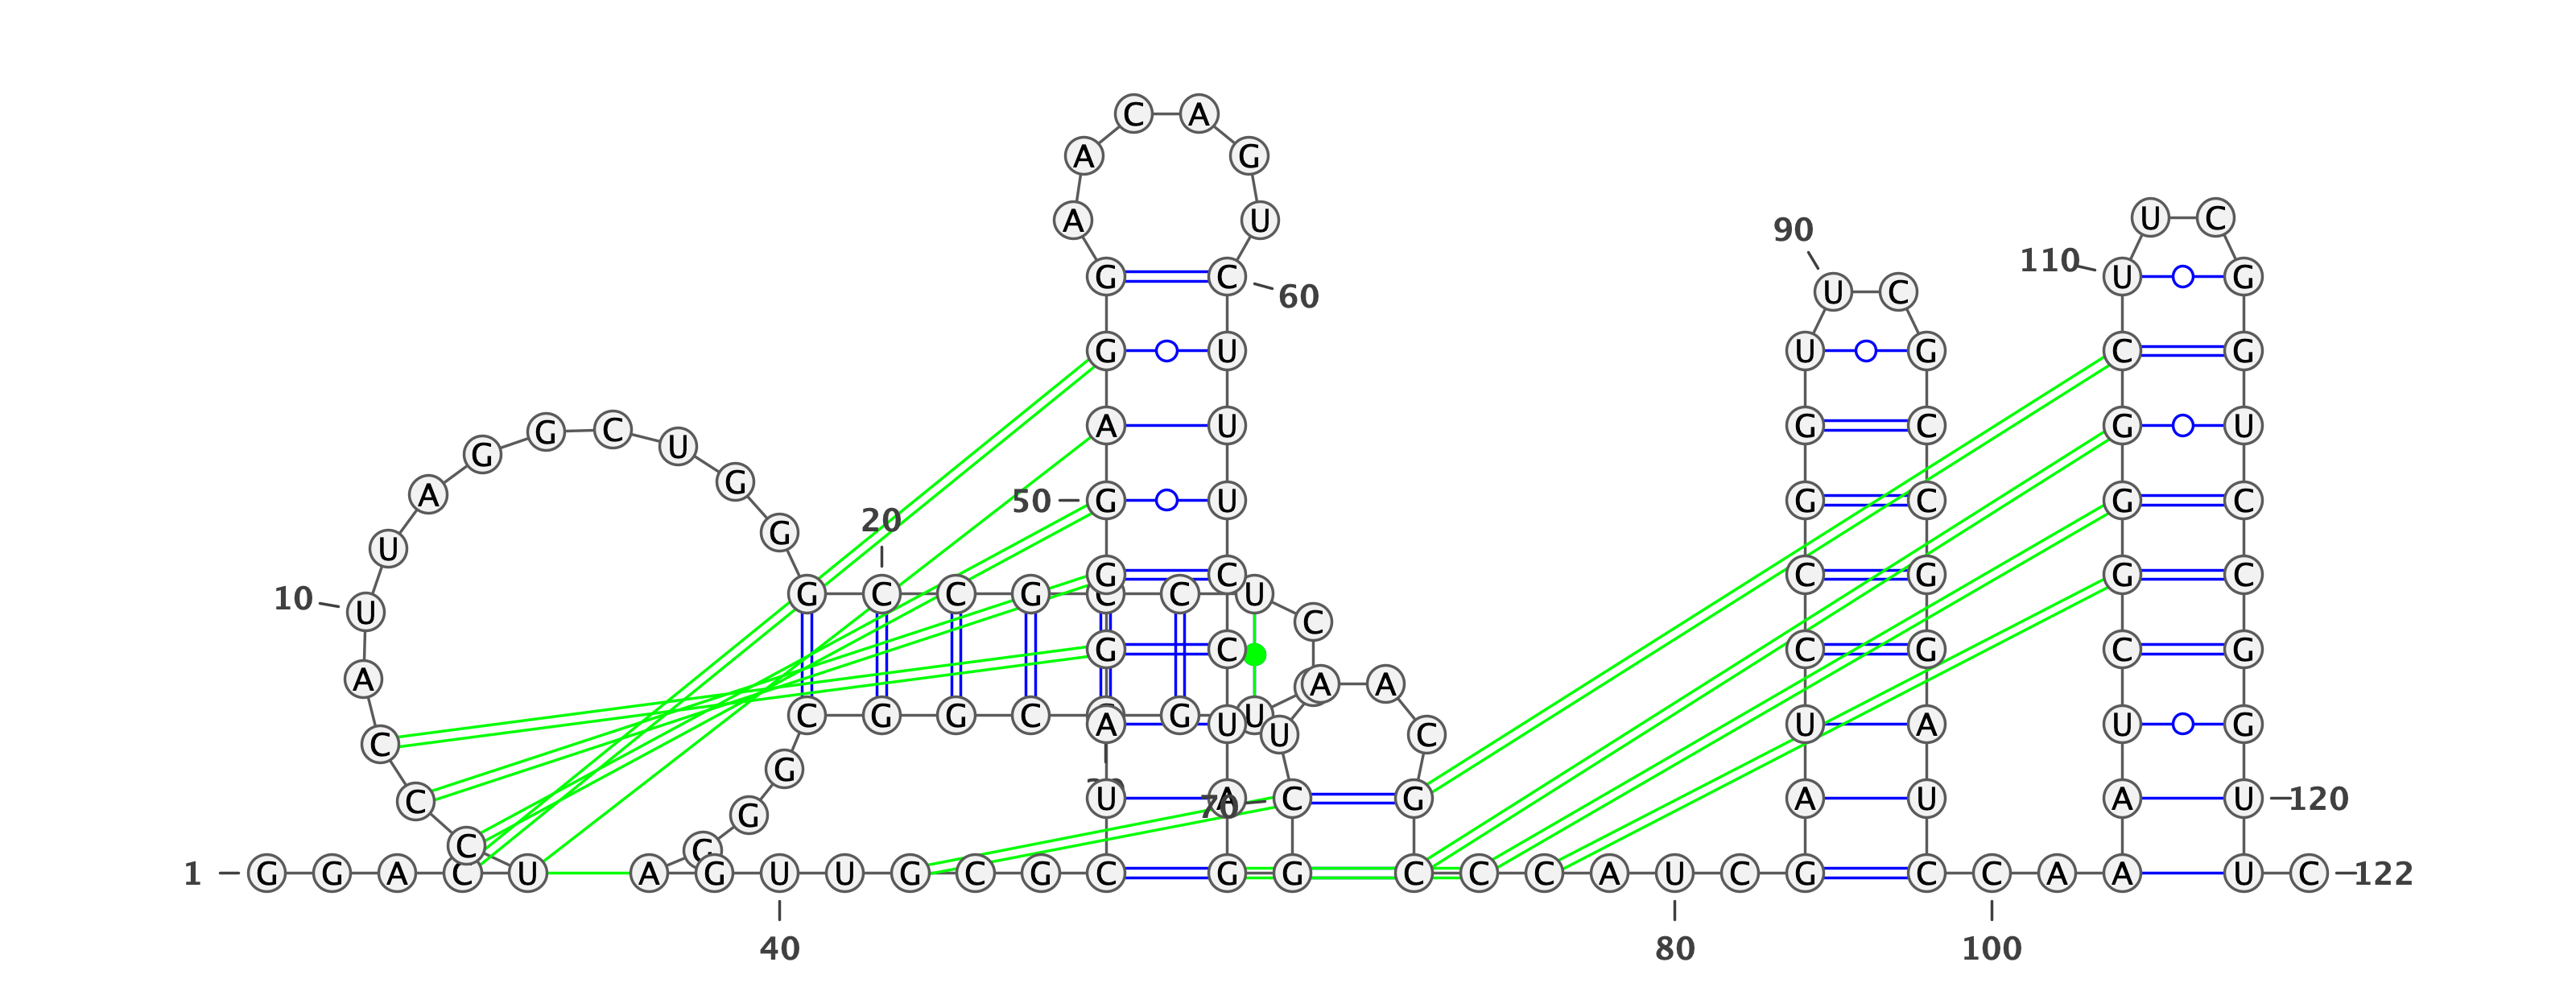 C A
A G
A U U C
90
110
G C U G
U C
60
G U U G C G
G C
U
G
A U G C G U
G
A
50 G U G C G C
20
G
U
G C C G G C
G C C G C C U
10 U
C
G C C G C G
A A A
C G G C G U
A U U A U G
U C
C
G
U A C G A U A U 120
C 70
G
C
1 G G A C U A G U U G C G C G G C C C A U C G C C A A U C 122
40 80 100